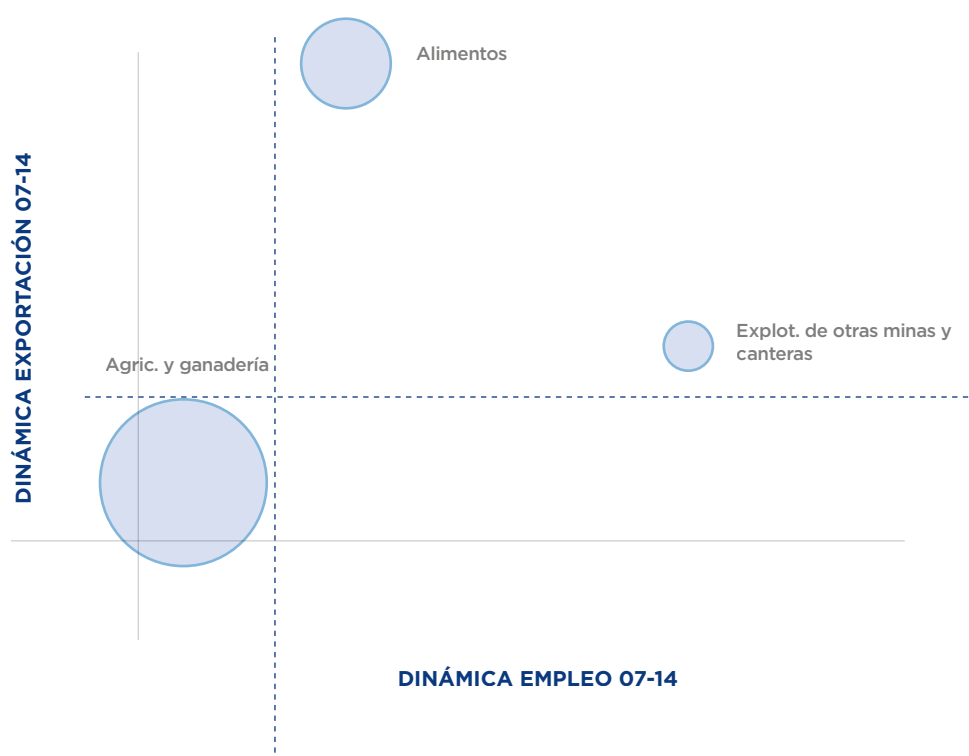 Alimentos
DINÁMICA EXPORTACIÓN 07-14
Explot. de otras minas y
canteras
Agric. y ganadería
DINÁMICA EMPLEO 07-14